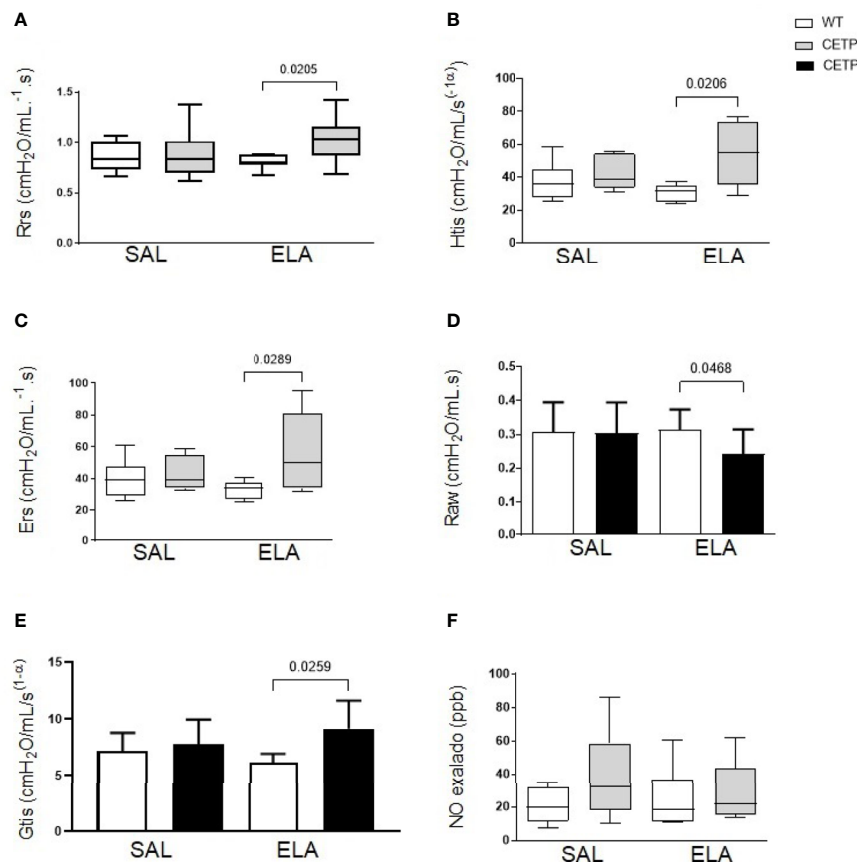 A
Rrs (cmH₂O/mL.⁻¹.s)
1.5
1.0
0.5
0.0
0.0205
SAL ELA
B
WT
CETP
CETP
Htis (cmH₂O/mL/s⁽⁻¹ᵅ⁾)
100
80
60
40
20
0
0.0206
SAL ELA
C
Ers (cmH₂O/mL.⁻¹.s)
100
80
60
40
20
0
0.0289
SAL ELA
D
Raw (cmH₂O/mL.s)
0.5
0.4
0.3
0.2
0.1
0.0
0.0468
SAL ELA
E
Gtis (cmH₂O/mL/s⁽¹⁻ᵅ⁾
15
10
5
0
0.0259
SAL ELA
F
NO exalado (ppb)
100
80
60
40
20
0
SAL ELA